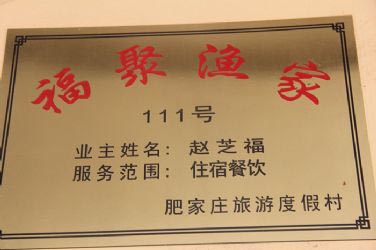 福聚渔家
111号
业主姓名：赵芝福
服务范围：住宿餐饮
肥家庄旅游度假村